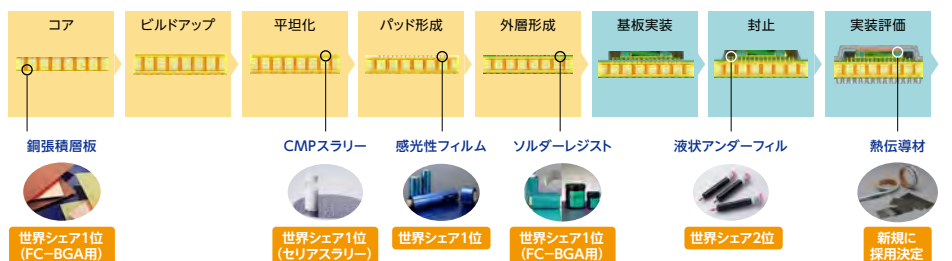 コア
ビルドアップ
平坦化
パッド形成
外層形成
基板実装
封止
実装評価
銅張積層板
CMPスラリー
感光性フィルム
ソルダーレジスト
液状アンダーフィル
熱伝導材
世界シェア1位
(FC-BGA用)
世界シェア1位
(セリアスラリー)
世界シェア1位
世界シェア1位
(FC-BGA用)
世界シェア2位
新規に
採用決定